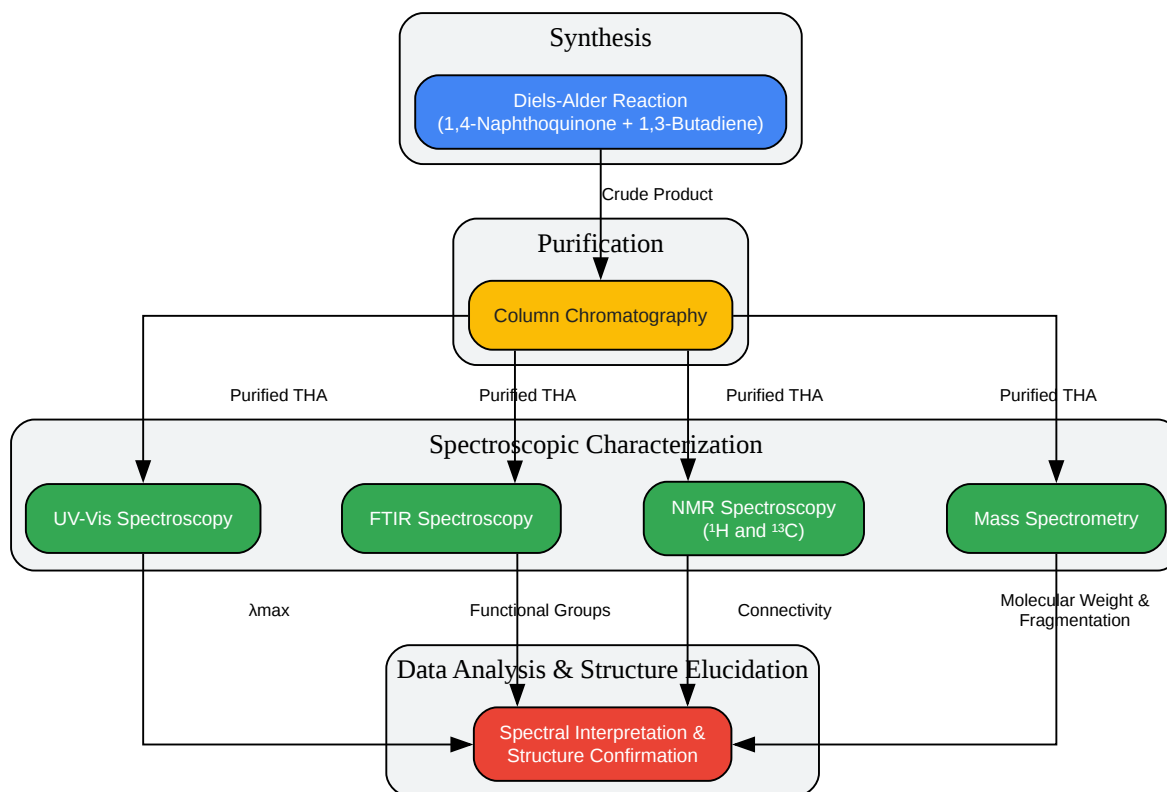 Synthesis
Diels-Alder Reaction
(1,4-Naphthoquinone + 1,3-Butadiene)
Crude Product
Purification
Column Chromatography
Purified THA
Purified THA
Purified THA
Purified THA
Spectroscopic Characterization
UV-Vis Spectroscopy
FTIR Spectroscopy
NMR Spectroscopy
(¹H and ¹³C)
Mass Spectrometry
λmax
Functional Groups
Connectivity
Molecular Weight &
Fragmentation
Data Analysis & Structure Elucidation
Spectral Interpretation &
Structure Confirmation